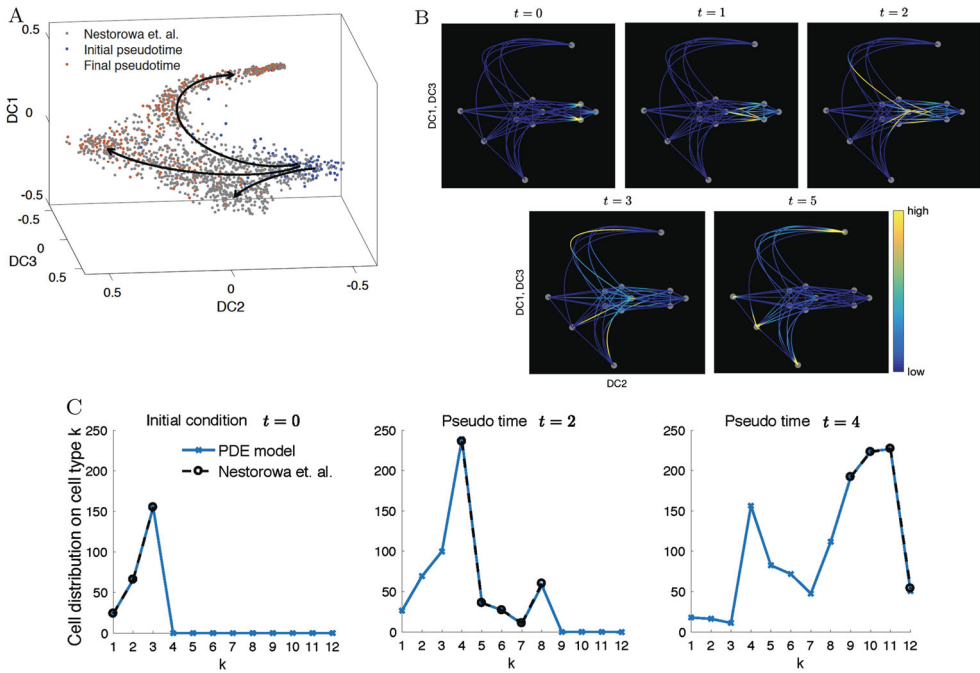 A
Nestorowa et. al.
Initial pseudotime
Final pseudotime
DC1
0.5
0
-0.5
-0.5
0
0.5
DC3
0.5
0
-0.5
DC2
B
t = 0
t = 1
t = 2
DC1, DC3
t = 3
t = 5
DC1, DC3
DC2
high
low
C
Initial condition t = 0
PDE model
Nestorowa et. al.
Cell distribution on cell type k
250
200
150
100
50
0
1 2 3 4 5 6 7 8 9 10 11 12
k
Pseudo time t = 2
250
200
150
100
50
0
1 2 3 4 5 6 7 8 9 10 11 12
k
Pseudo time t = 4
250
200
150
100
50
0
1 2 3 4 5 6 7 8 9 10 11 12
k